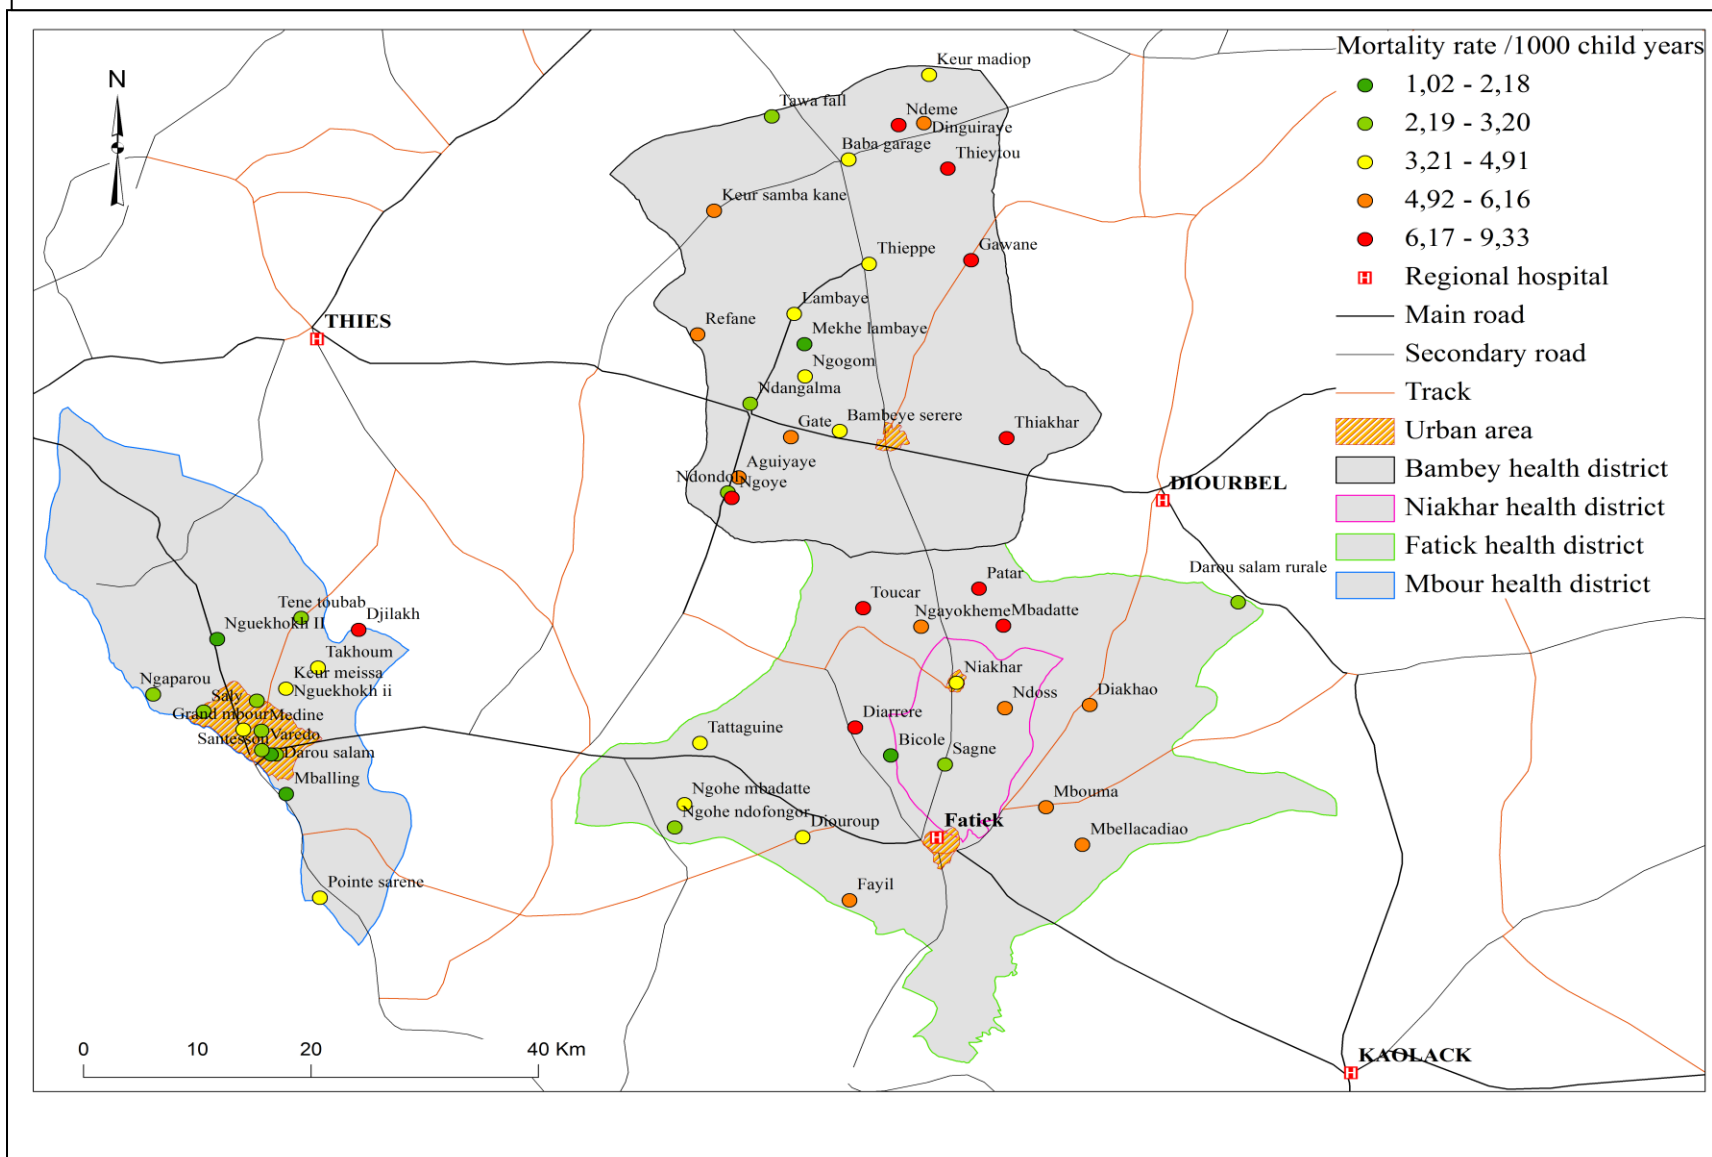 Mortality rate /1000 child years
1,02 - 2,18
2,19 - 3,20
3,21 - 4,91
4,92 - 6,16
6,17 - 9,33
H Regional hospital
Main road
Secondary road
Track
Urban area
Bambey health district
Niakhar health district
Fatick health district
Mbour health district
N
Keur madiop
Tawa fall
Ndeme
Dinguiraye
Baba garage
Thieytou
Keur samba kane
Thieppe
Gawane
Lambaye
Refane
Mekhe lambaye
THIES
H
Ngogom
Ndangalma
Gate
Bambeye serere
Thiakhar
Aguiyaye
Ndondol
Ngoye
DIOURBEL
H
Darou salam rurale
Patar
Toucar
Ngayokheme
Mbadatte
Tene toubab
Nguekhokh II
Djilakh
Takhoum
Keur meissa
Nguekhokh ii
Ngaparou
Saly
Grand mbour
Medine
Santessou
Varedo
Darou salam
Mballing
Pointe sarene
Niakhar
Ndoss
Diakhao
Diarrere
Tattaguine
Bicole
Sagne
Ngohe mbadatte
Ngohe ndofongor
Diouroup
Mbouma
Fatick
H
Mbellacadiao
Fayil
KAOLACK
H
0 10 20 40 Km